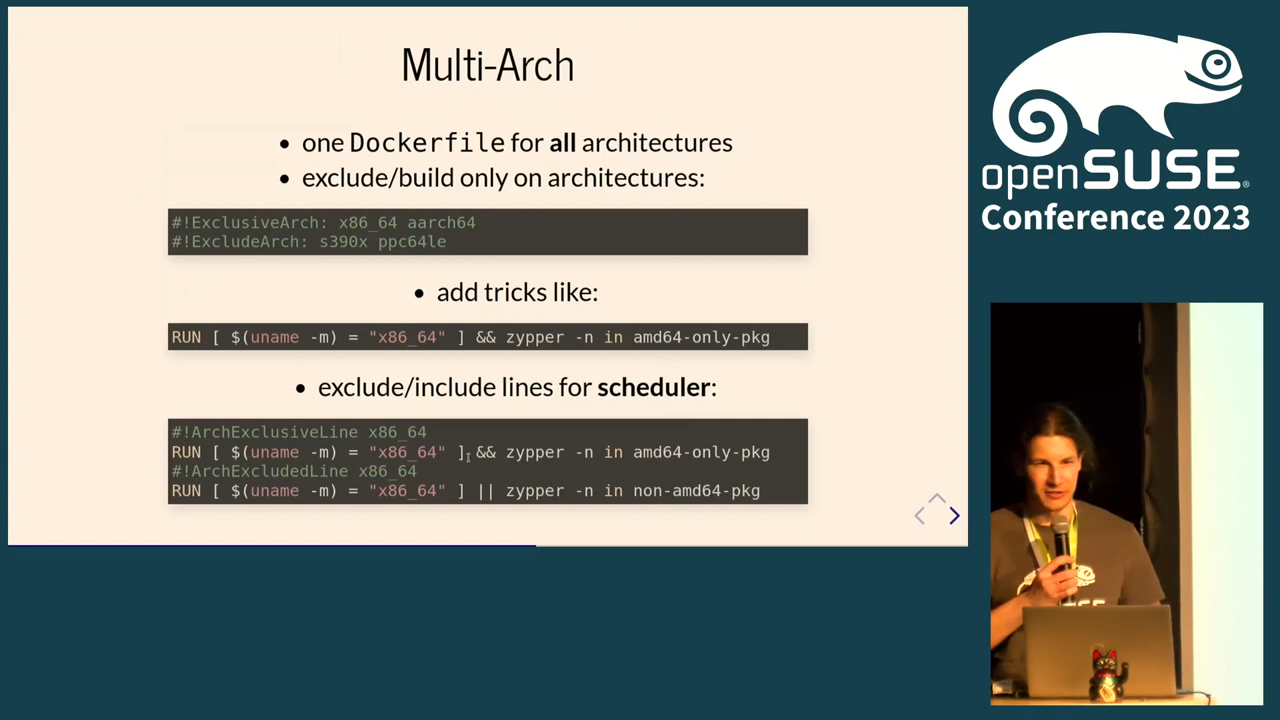 Multi-Arch
• one Dockerfile for all architectures
• exclude/build only on architectures:
#!ExclusiveArch: x86_64 aarch64
#!ExcludeArch: s390x ppc64le
• add tricks like:
RUN [ $(uname -m) = "x86_64" ] && zypper -n in amd64-only-pkg
• exclude/include lines for scheduler:
#!ArchExclusiveLine x86_64
RUN [ $(uname -m) = "x86_64" ] && zypper -n in amd64-only-pkg
#!ArchExcludedLine x86_64
RUN [ $(uname -m) = "x86_64" ] || zypper -n in non-amd64-pkg
openSUSE®
Conference 2023